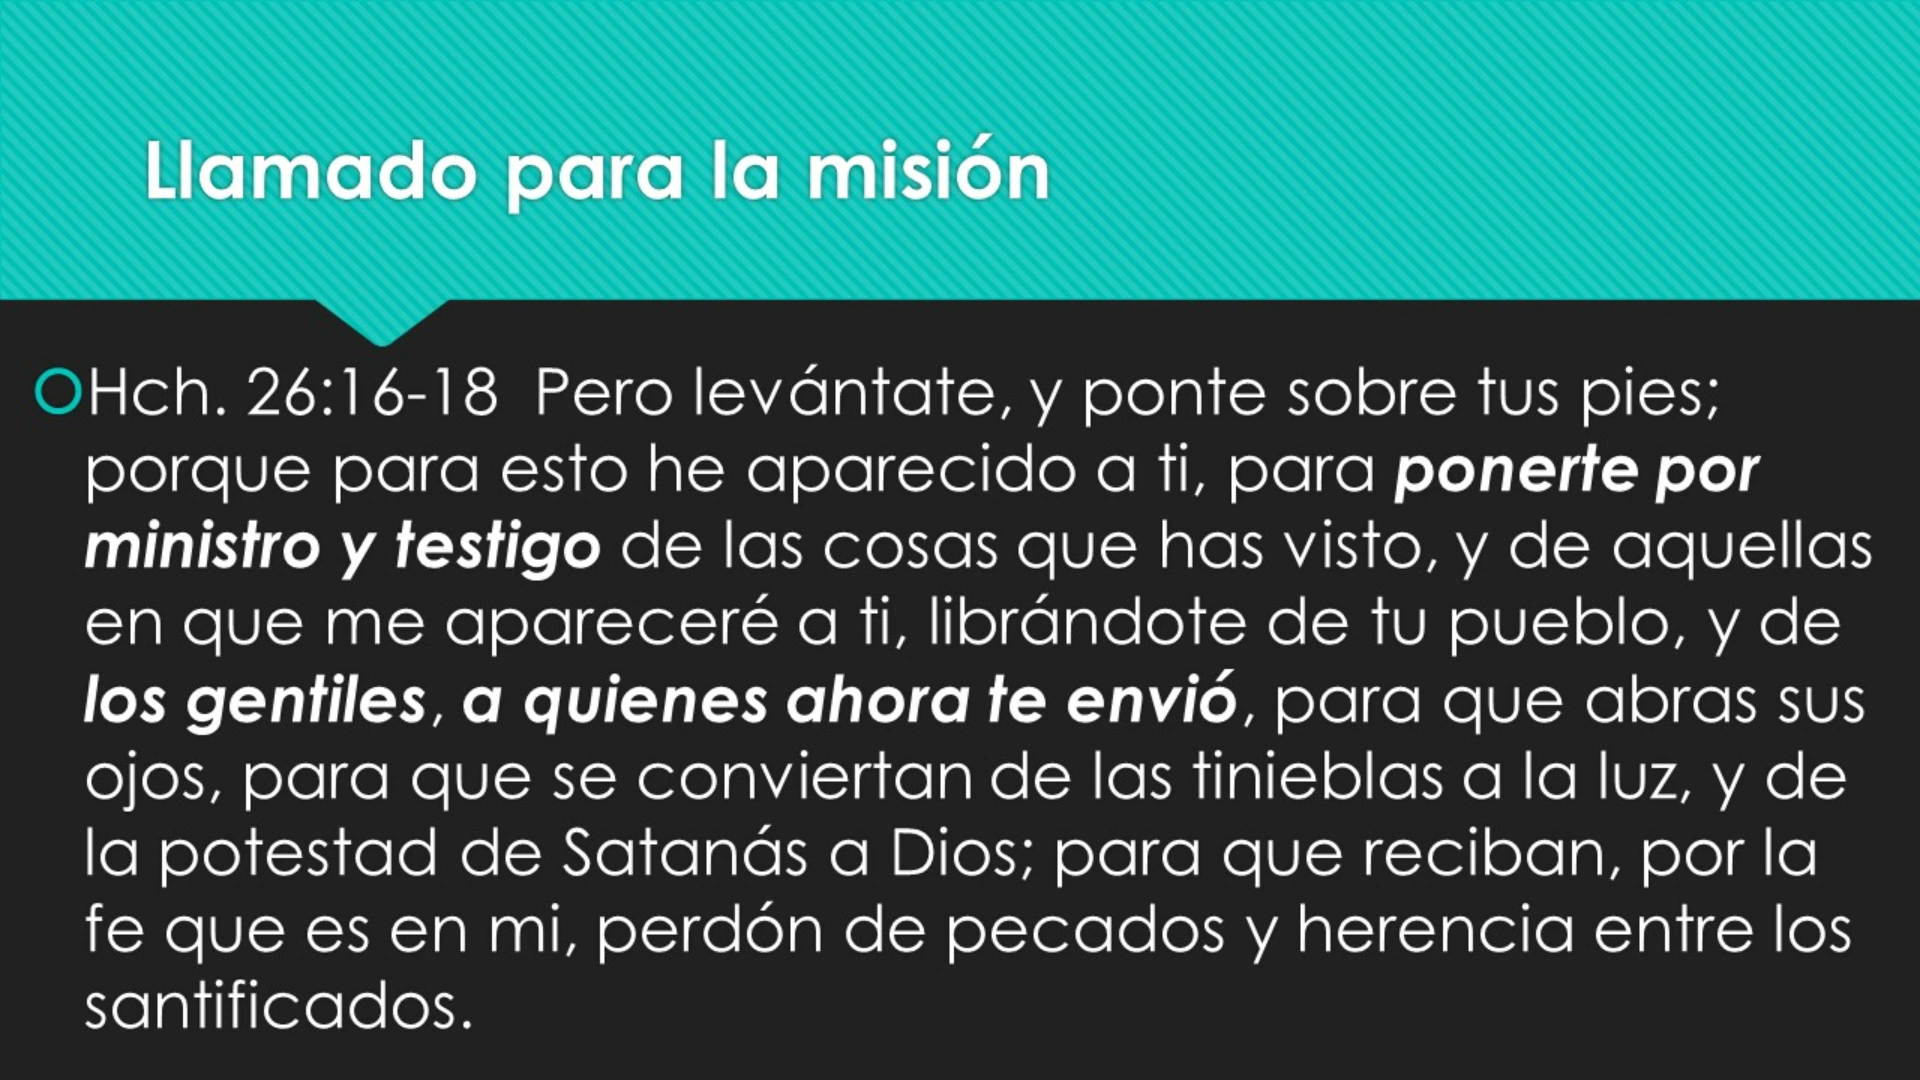 Llamado para la misión
Hch. 26:16-18 Pero levántate, y ponte sobre tus pies;
porque para esto he aparecido a ti, para ponerte por
ministro y testigo de las cosas que has visto, y de aquellas
en que me apareceré a ti, librándote de tu pueblo, y de
los gentiles, a quienes ahora te envió, para que abras sus
ojos, para que se conviertan de las tinieblas a la luz, y de
la potestad de Satanás a Dios; para que reciban, por la
fe que es en mi, perdón de pecados y herencia entre los
santificados.